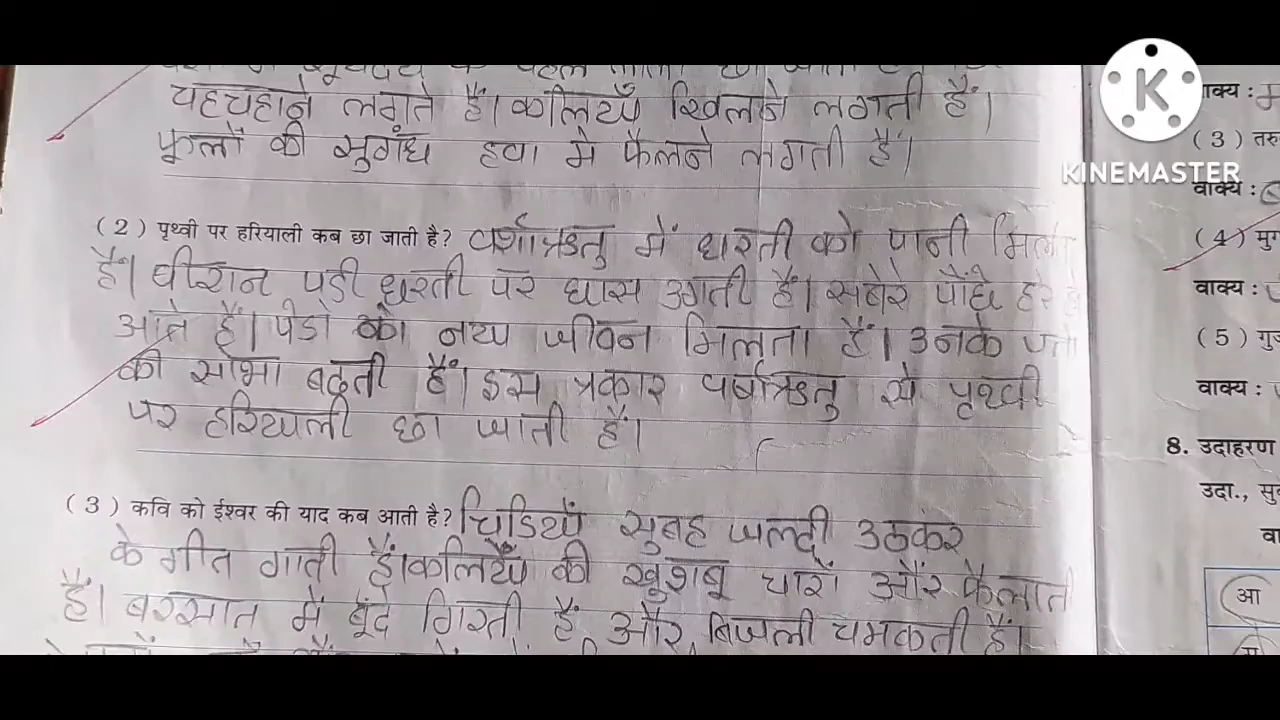 चहचहाने लगते हैं। कलियाँ खिलने लगती हैं।
फूलों की सुगंध हवा मे फैलने लगती हैं।
(2) पृथ्वी पर हरियाली कब छा जाती है? वर्शाऋतु में धरती को पानी
हैं। वीरान पडी धरती पर घास उगती हैं। सबेरे पौधे हरे
आते हैं। पेडो को नया जीवन मिलता हैं। उनके
की सोभा बढ़ती हैं। इस प्रकार वर्षाऋतु से पृथ्वी
पर हरियाली छा जाती हैं।
(3) कवि को ईश्वर की याद कब आती है? चिडियाँ सुबह जल्दी उठकर
के गीत गाती हैं। कलियाँ की खुशबू चारों और फैलात
हैं। बरसात में बूंदे गिरती हैं और बिजली चमकती हैं।
वाक्य :
(3)
वाक्य :
(4)
वाक्य :
(5)
वाक्य :
8. उदाहरण
उदा.,
आ
K
KINEMASTER